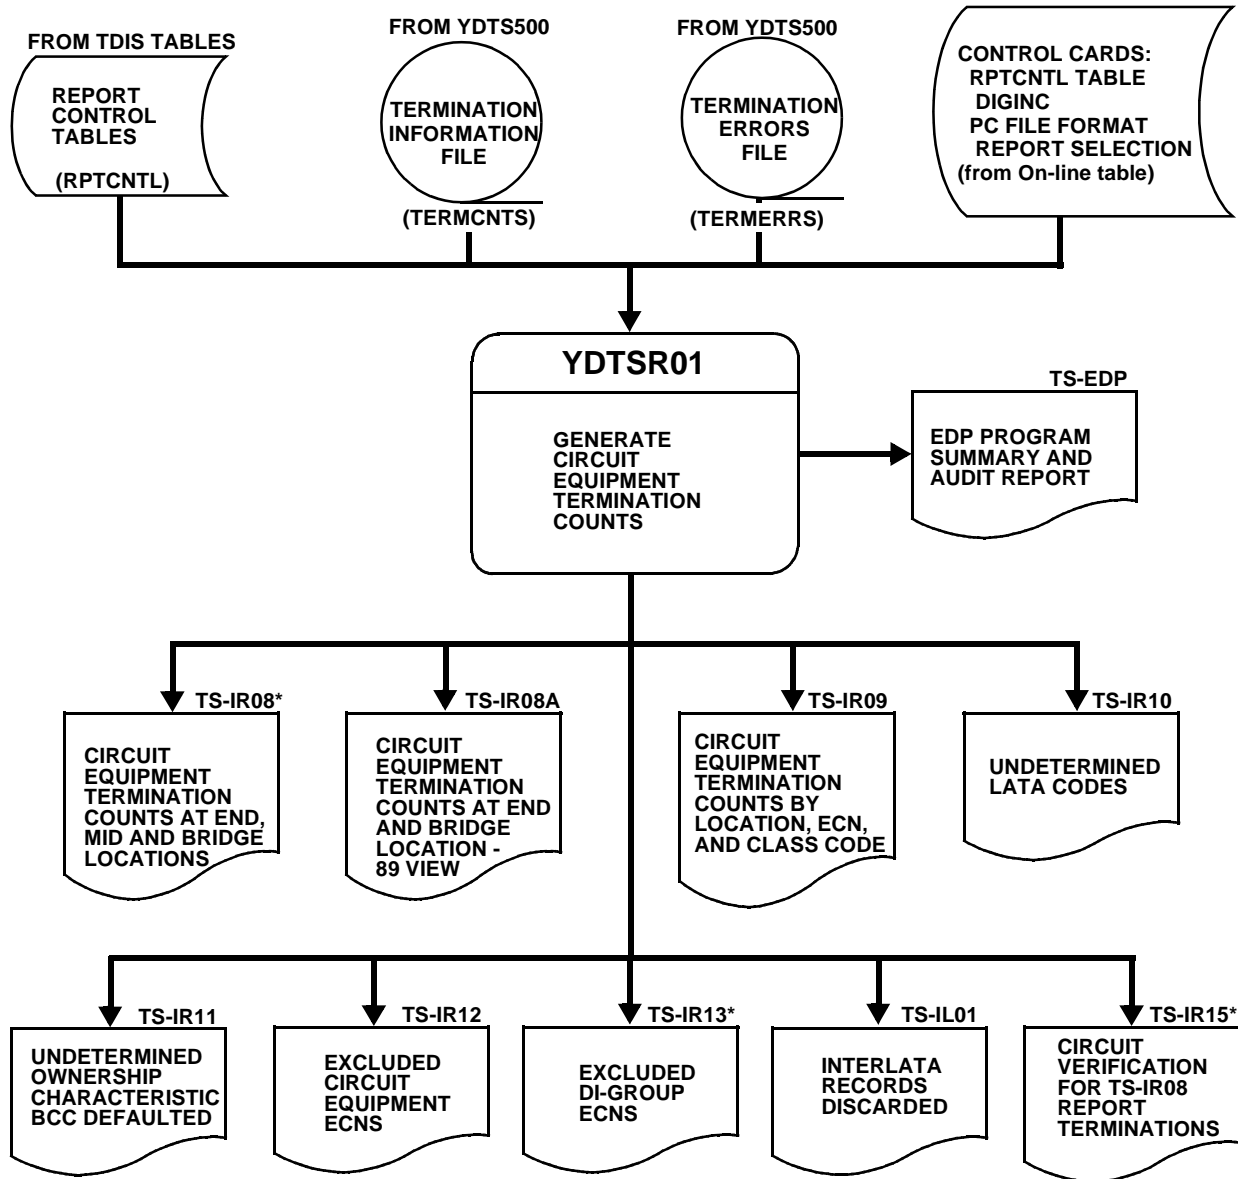 FROM TDIS TABLES
REPORT
CONTROL
TABLES
(RPTCNTL)
FROM YDTS500
TERMINATION
INFORMATION
FILE
(TERMCNTS)
FROM YDTS500
TERMINATION
ERRORS
FILE
(TERMERRS)
CONTROL CARDS:
RPTCNTL TABLE
DIGINC
PC FILE FORMAT
REPORT SELECTION
(from On-line table)
YDTSR01
GENERATE
CIRCUIT
EQUIPMENT
TERMINATION
COUNTS
TS-EDP
EDP PROGRAM
SUMMARY AND
AUDIT REPORT
TS-IR08*
CIRCUIT
EQUIPMENT
TERMINATION
COUNTS AT END,
MID AND BRIDGE
LOCATIONS
TS-IR08A
CIRCUIT
EQUIPMENT
TERMINATION
COUNTS AT END
AND BRIDGE
LOCATION -
89 VIEW
TS-IR09
CIRCUIT
EQUIPMENT
TERMINATION
COUNTS BY
LOCATION, ECN,
AND CLASS CODE
TS-IR10
UNDETERMINED
LATA CODES
TS-IR11
UNDETERMINED
OWNERSHIP
CHARACTERISTIC
BCC DEFAULTED
TS-IR12
EXCLUDED
CIRCUIT
EQUIPMENT
ECNS
TS-IR13*
EXCLUDED
DI-GROUP
ECNS
TS-IL01
INTERLATA
RECORDS
DISCARDED
TS-IR15*
CIRCUIT
VERIFICATION
FOR TS-IR08
REPORT
TERMINATIONS